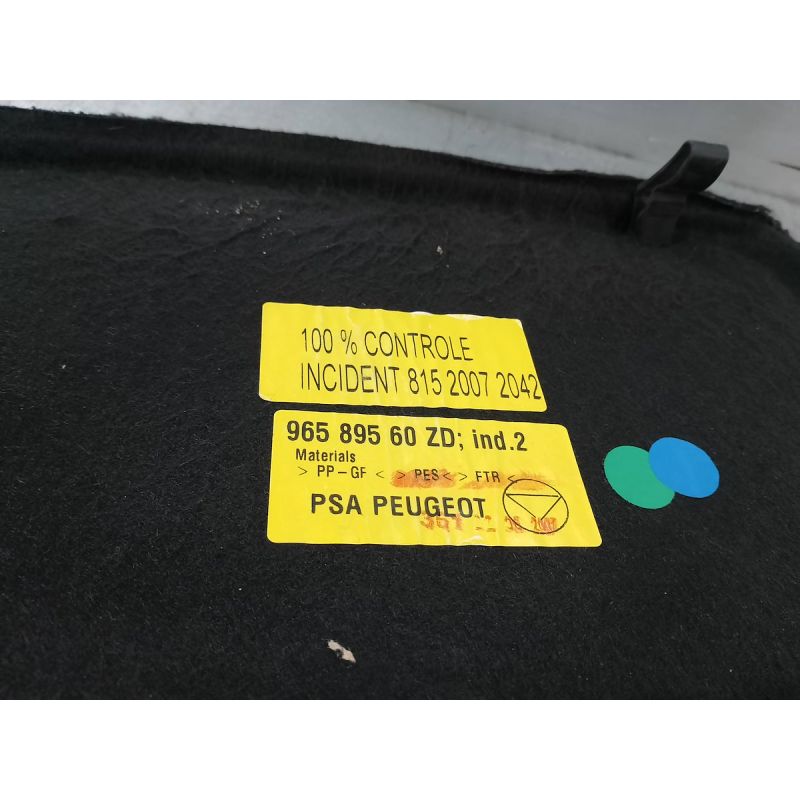 100 % CONTROLE
INCIDENT 815 2007 2042
965 895 60 ZD; ind.2
Materials
> PP-GF < > PES < > FTR <
PSA PEUGEOT
2007